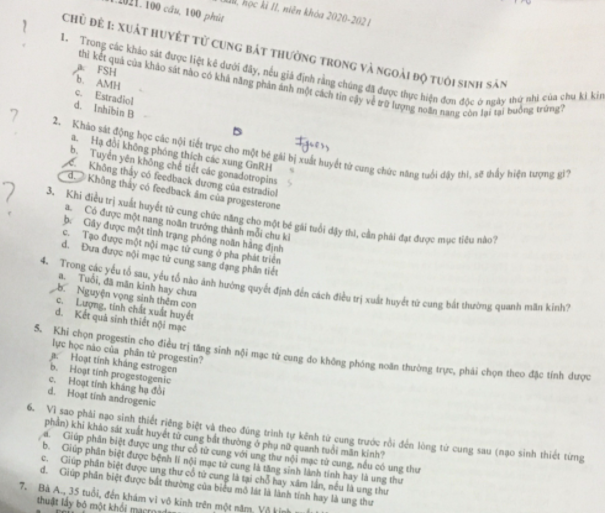 2021. 100 câu, 100 phút
học kì II, niên khóa 2020-2021
CHỦ ĐỀ I: XUẤT HUYẾT TỬ CUNG BẤT THƯỜNG TRONG VÀ NGOÀI ĐỘ TUỔI SINH SẢN
1. Trong các khảo sát được liệt kê dưới đây, nếu giả định rằng chúng đã được thực hiện đơn độc ở ngày thứ nhì của chu kì kin
thì kết quả của khảo sát nào có khả năng phản ánh một cách tin cậy về trữ lượng noãn nang còn lại tại buồng trứng?
a. FSH
b. AMH
c. Estradiol
d. Inhibin B
2. Khảo sát động học các nội tiết trục cho một bé gái bị xuất huyết tử cung chức năng tuổi dậy thì, sẽ thấy hiện tượng gì?
a. Hạ đồi không phóng thích các xung GnRH
b. Tuyến yên không chế tiết các gonadotropins
c. Không thấy có feedback dương của estradiol
d. Không thấy có feedback âm của progesterone
3. Khi điều trị xuất huyết tử cung chức năng cho một bé gái tuổi dậy thì, cần phải đạt được mục tiêu nào?
a. Có được một nang noãn trưởng thành mỗi chu kì
b. Gây được một tình trạng phóng noãn hằng định
c. Tạo được một nội mạc tử cung ở pha phát triển
d. Đưa được nội mạc tử cung sang dạng phân tiết
4. Trong các yếu tố sau, yếu tố nào ảnh hưởng quyết định đến cách điều trị xuất huyết tử cung bất thường quanh mãn kinh?
a. Tuổi, đã mãn kinh hay chưa
b. Nguyện vọng sinh thêm con
c. Lượng, tính chất xuất huyết
d. Kết quả sinh thiết nội mạc
5. Khi chọn progestin cho điều trị tăng sinh nội mạc tử cung do không phóng noãn thường trực, phải chọn theo đặc tính dược
lực học nào của phân tử progestin?
a. Hoạt tính kháng estrogen
b. Hoạt tính progestogenic
c. Hoạt tính kháng hạ đồi
d. Hoạt tính androgenic
6. Vì sao phải nạo sinh thiết riêng biệt và theo đúng trình tự kênh tử cung trước rồi đến lòng tử cung sau (nạo sinh thiết từng
phần) khi khảo sát xuất huyết tử cung bất thường ở phụ nữ quanh tuổi mãn kinh?
a. Giúp phân biệt được ung thư cổ tử cung với ung thư nội mạc tử cung, nếu có ung thư
b. Giúp phân biệt được bệnh lí nội mạc tử cung là tăng sinh lành tính hay là ung thư
c. Giúp phân biệt được ung thư cổ tử cung là tại chỗ hay xâm lấn, nếu là ung thư
d. Giúp phân biệt được bất thường của biểu mô lát là lành tính hay là ung thư
7. Bà A., 35 tuổi, đến khám vì vô kinh trên một năm.
thuật lấy bỏ một khối